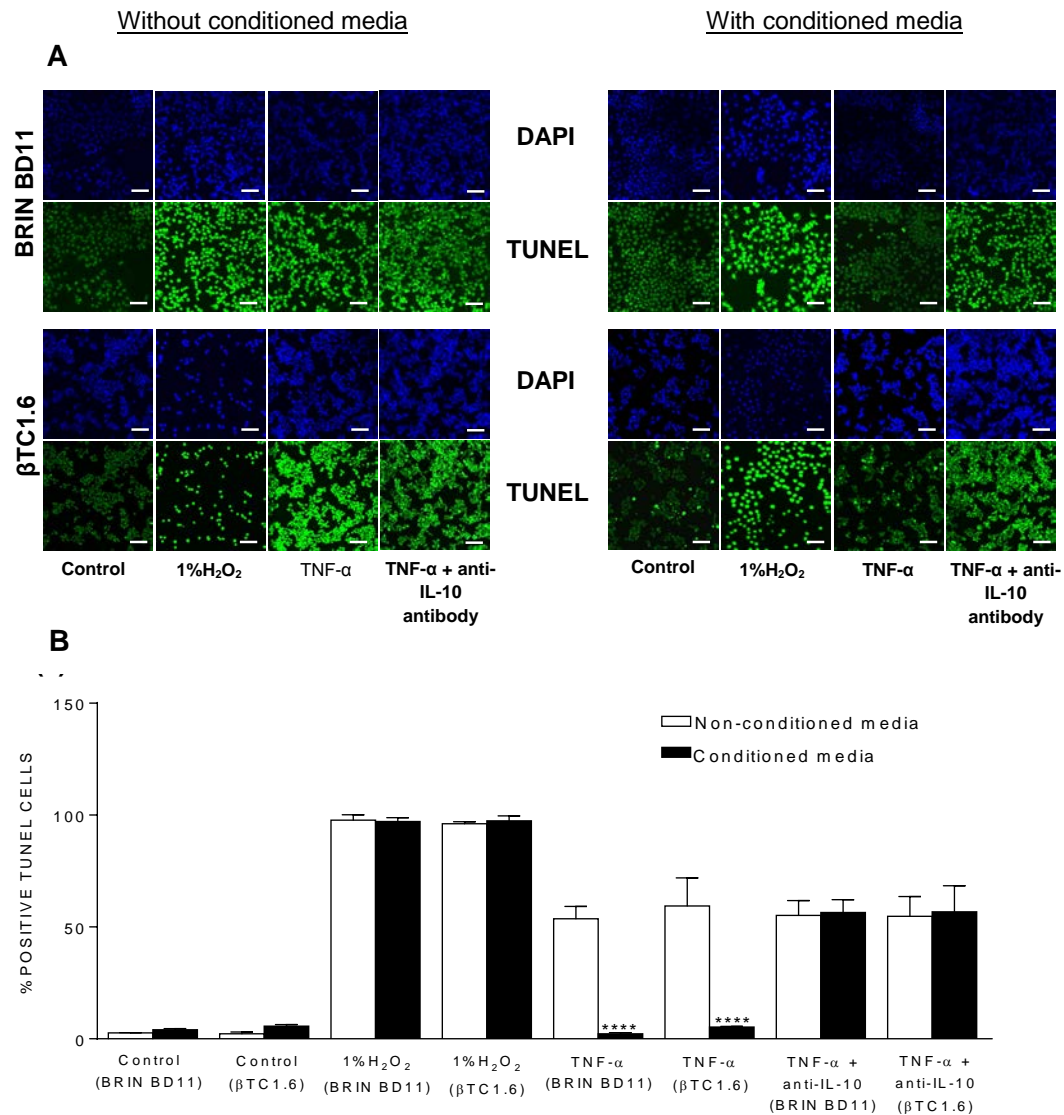 Without conditioned media
With conditioned media
A
BRIN BD11
DAPI
TUNEL
βTC1.6
DAPI
TUNEL
Control
1%H₂O₂
TNF-α
TNF-α + anti-
IL-10
antibody
Control
1%H₂O₂
TNF-α
TNF-α + anti-
IL-10
antibody
B
% POSITIVE TUNEL CELLS
150
100
50
0
Non-conditioned media
Conditioned media
****
****
Control
(BRIN BD11)
Control
(βTC1.6)
1%H₂O₂
(BRIN BD11)
1%H₂O₂
(βTC1.6)
TNF-α
(BRIN BD11)
TNF-α
(βTC1.6)
TNF-α +
anti-IL-10
(BRIN BD11)
TNF-α +
anti-IL-10
(βTC1.6)